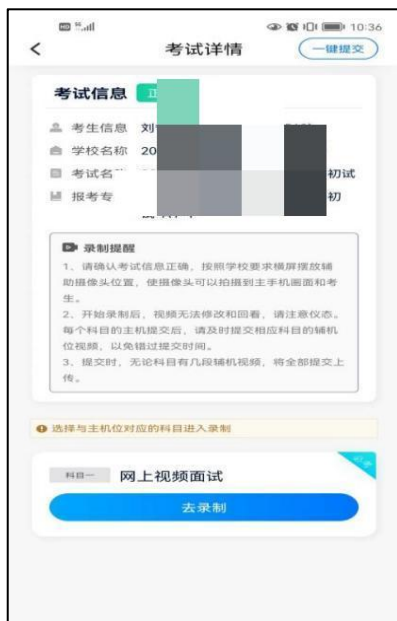 HD 5G 10:36
考试详情 一键提交
考试信息 正
考生信息 刘
学校名称 20
考试名 初试
报考专 初
录制提醒
1、请确认考试信息正确，按照学校要求横屏摆放辅
助摄像头位置，使摄像头可以拍摄到主手机画面和考
生。
2、开始录制后，视频无法修改和回看，请注意仪态。
每个科目的主机提交后，请及时提交相应科目的辅机
位视频，以免错过提交时间。
3、提交时，无论科目有几段辅机视频，将全部提交上
传。
选择与主机位对应的科目进入录制
科目一 网上视频面试
去录制